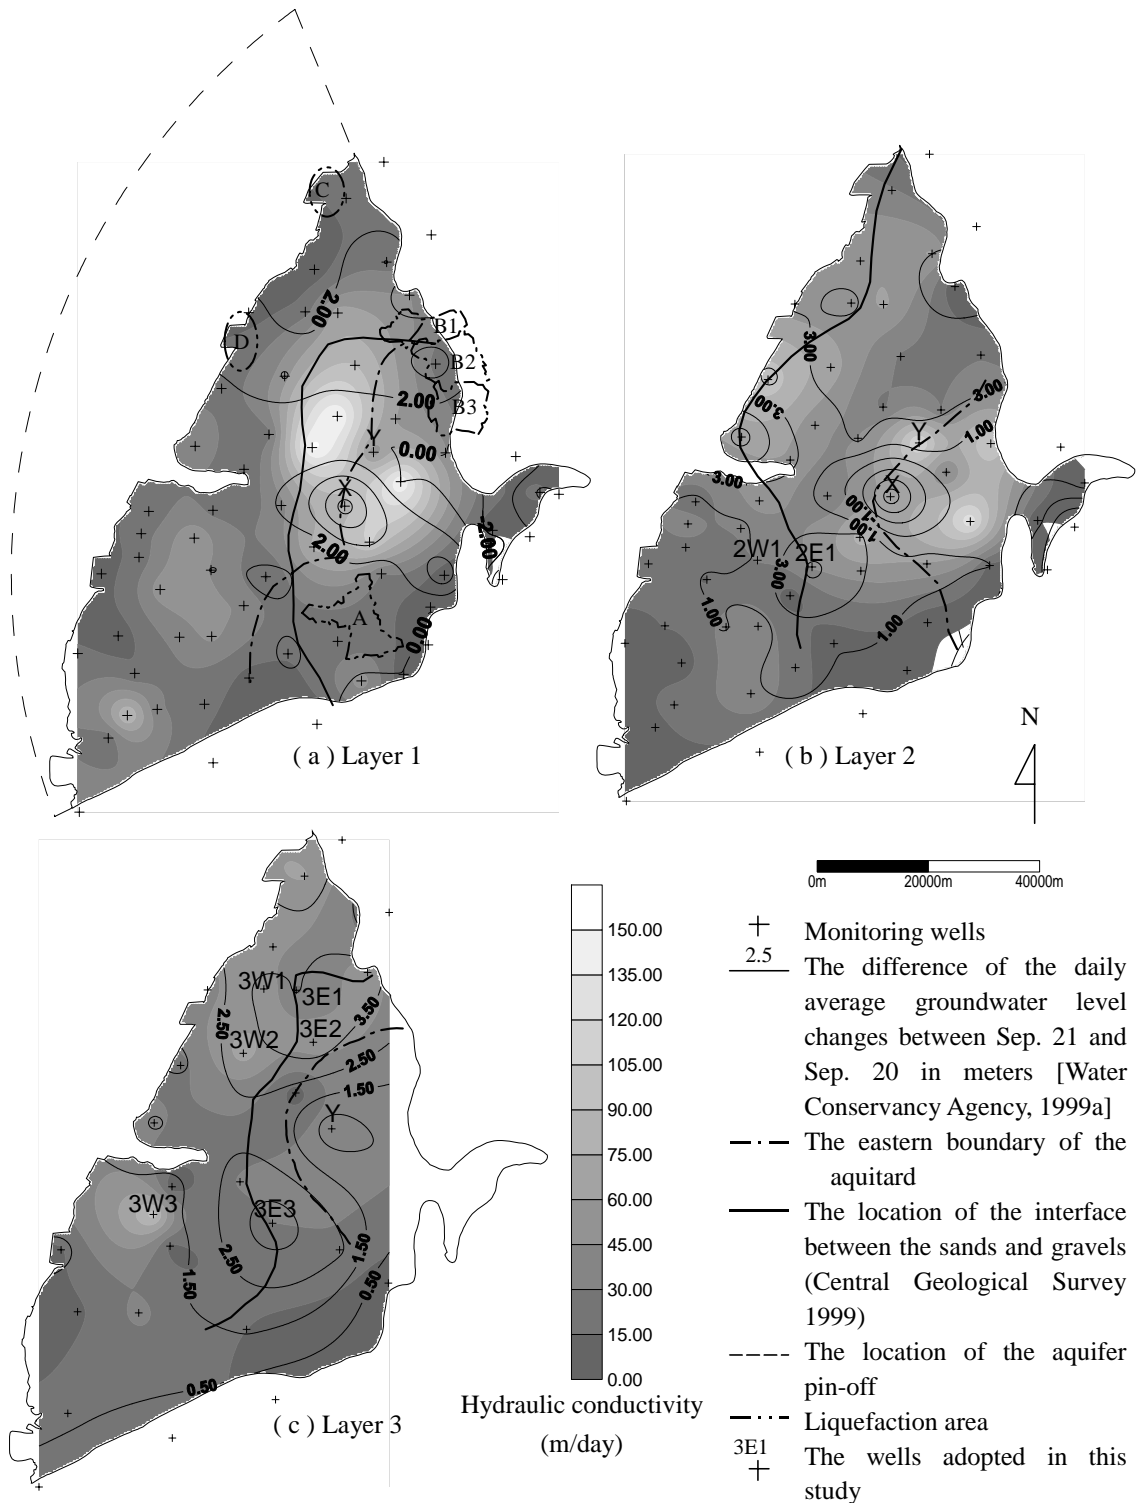 C
2.00
D
B1
B2
2.00
B3
Y
0.00
X
2.00
2.00
A
0.00
( a ) Layer 1
3.00
3.00
3.00
Y
1.00
3.00
X
-1.00
1.00
2W1
2E1
3.00
1.00
1.00
( b ) Layer 2
N
0m
20000m
40000m
3W1
3E1
2.50
3.50
3W2
3E2
2.50
1.50
Y
3W3
3E3
2.50
1.50
1.50
0.50
0.50
( c ) Layer 3
150.00
135.00
120.00
105.00
90.00
75.00
60.00
45.00
30.00
15.00
0.00
Hydraulic conductivity
(m/day)
Monitoring wells
2.5
The difference of the daily
average groundwater level
changes between Sep. 21 and
Sep. 20 in meters [Water
Conservancy Agency, 1999a]
The eastern boundary of the
aquitard
The location of the interface
between the sands and gravels
(Central Geological Survey
1999)
The location of the aquifer
pin-off
Liquefaction area
3E1
The wells adopted in this
study